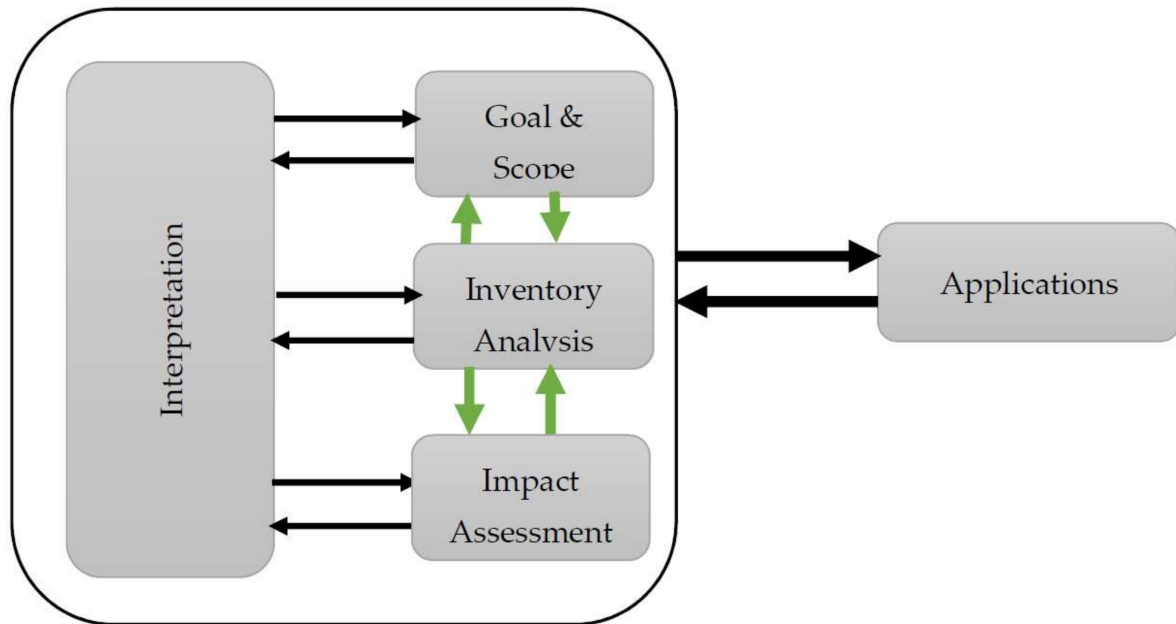 Interpretation
Goal &
Scope
Inventory
Analysis
Impact
Assessment
Applications